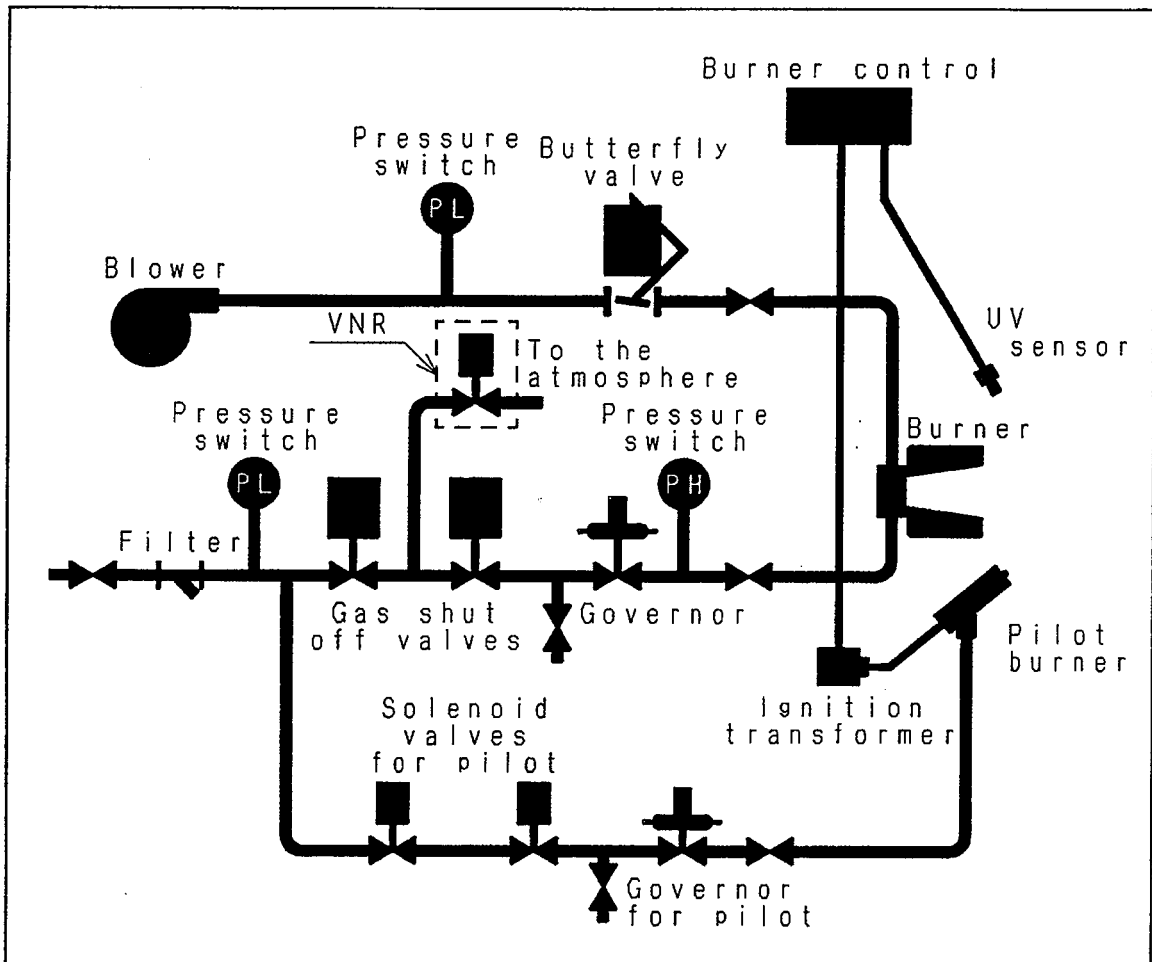 Burner control
Pressure
switch
PL
Butterfly
valve
Blower
UV
sensor
VNR
To the
atmosphere
Pressure
switch
PL
Pressure
switch
PH
Burner
Filter
Gas shut
off valves
Governor
Pilot
burner
Ignition
transformer
Solenoid
valves
for pilot
Governor
for pilot